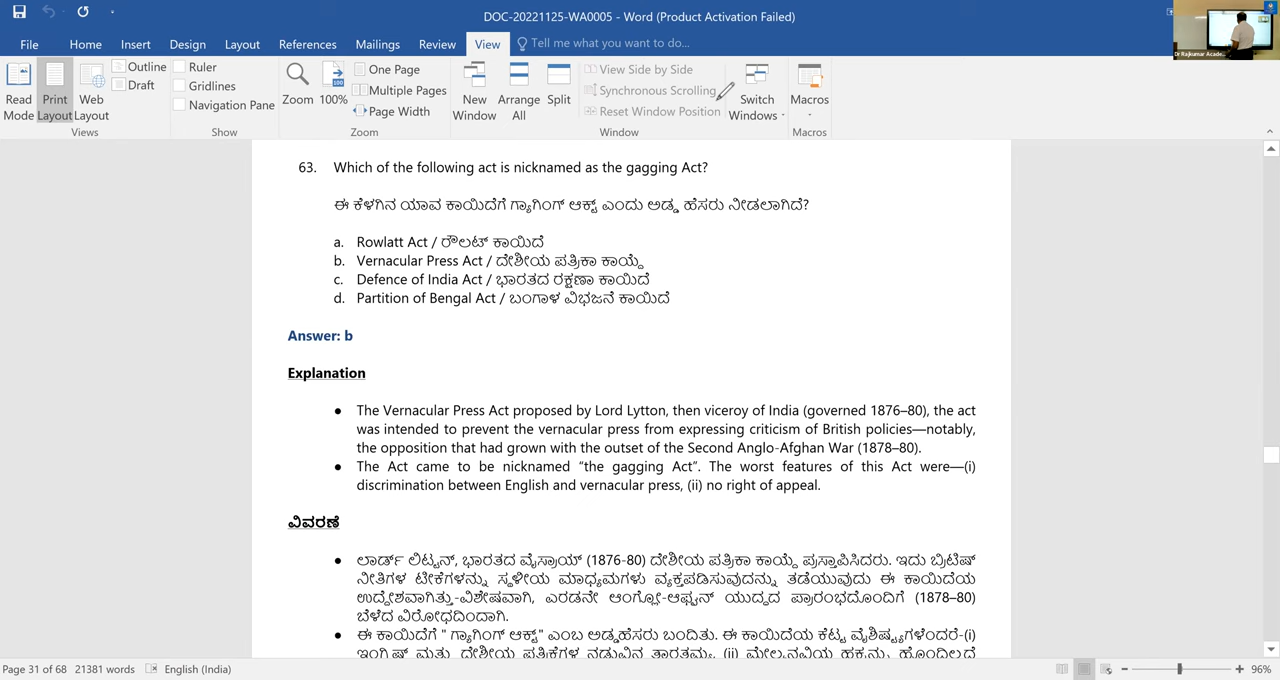 DOC-20221125-WA0005 - Word (Product Activation Failed)
File Home Insert Design Layout References Mailings Review View Tell me what you want to do...
Read Mode
Print Layout
Web Layout
Outline
Draft
Views
Ruler
Gridlines
Navigation Pane
Show
Zoom
100%
One Page
Multiple Pages
Page Width
Zoom
New Window
Arrange All
Split
View Side by Side
Synchronous Scrolling
Reset Window Position
Switch Windows
Window
Macros
Macros
Dr Rajkumar Acade...
63. Which of the following act is nicknamed as the gagging Act?
ಈ ಕೆಳಗಿನ ಯಾವ ಕಾಯಿದೆಗೆ ಗ್ಯಾಗಿಂಗ್ ಆಕ್ಟ್ ಎಂದು ಅಡ್ಡ ಹೆಸರು ನೀಡಲಾಗಿದೆ?
a. Rowlatt Act / ರೌಲಟ್ ಕಾಯಿದೆ
b. Vernacular Press Act / ದೇಶೀಯ ಪತ್ರಿಕಾ ಕಾಯ್ದೆ
c. Defence of India Act / ಭಾರತದ ರಕ್ಷಣಾ ಕಾಯಿದೆ
d. Partition of Bengal Act / ಬಂಗಾಳ ವಿಭಜನೆ ಕಾಯಿದೆ
Answer: b
Explanation
● The Vernacular Press Act proposed by Lord Lytton, then viceroy of India (governed 1876–80), the act
was intended to prevent the vernacular press from expressing criticism of British policies—notably,
the opposition that had grown with the outset of the Second Anglo-Afghan War (1878–80).
● The Act came to be nicknamed “the gagging Act”. The worst features of this Act were—(i)
discrimination between English and vernacular press, (ii) no right of appeal.
ವಿವರಣೆ
● ಲಾರ್ಡ್ ಲಿಟ್ಟನ್, ಭಾರತದ ವೈಸ್ರಾಯ್ (1876-80) ದೇಶೀಯ ಪತ್ರಿಕಾ ಕಾಯ್ದೆ ಪ್ರಸ್ತಾಪಿಸಿದರು. ಇದು ಬ್ರಿಟಿಷ್
ನೀತಿಗಳ ಟೀಕೆಗಳನ್ನು ಸ್ಥಳೀಯ ಮಾಧ್ಯಮಗಳು ವ್ಯಕ್ತಪಡಿಸುವುದನ್ನು ತಡೆಯುವುದು ಈ ಕಾಯಿದೆಯ
ಉದ್ದೇಶವಾಗಿತ್ತು-ವಿಶೇಷವಾಗಿ, ಎರಡನೇ ಆಂಗ್ಲೋ-ಆಫ್ಘನ್ ಯುದ್ಧದ ಪ್ರಾರಂಭದೊಂದಿಗೆ (1878–80)
ಬೆಳೆದ ವಿರೋಧದಿಂದಾಗಿ.
● ಈ ಕಾಯಿದೆಗೆ " ಗ್ಯಾಗಿಂಗ್ ಆಕ್ಟ್" ಎಂಬ ಅಡ್ಡಹೆಸರು ಬಂದಿತು. ಈ ಕಾಯಿದೆಯ ಕೆಟ್ಟ ವೈಶಿಷ್ಟ್ಯಗಳೆಂದರೆ-(i)
ಇಂಗ್ಲಿಷ್ ಮತ್ತು ದೇಶೀಯ ಪತ್ರಿಕೆಗಳ ನಡುವಿನ ತಾರತಮ್ಯ, (ii) ಮೇಲ್ಮನವಿಯ ಹಕ್ಕನ್ನು ಹೊಂದಿಲ್ಲದೆ
Page 31 of 68 21381 words English (India) 96%